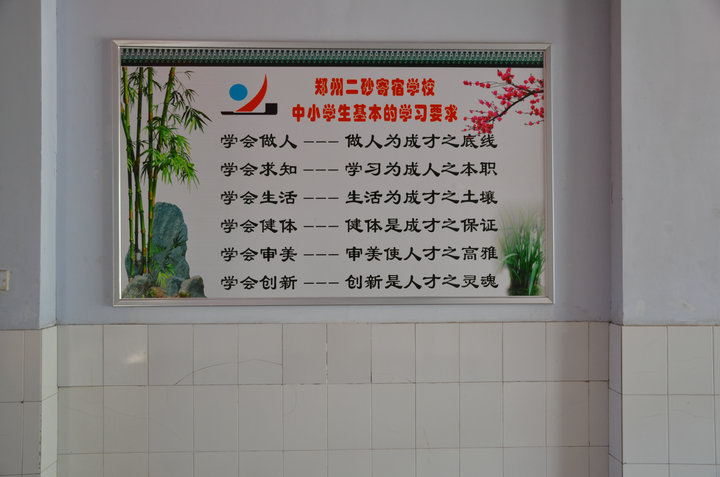 郑州二砂寄宿学校
中小学生基本的学习要求
学会做人 --- 做人为成才之底线
学会求知 --- 学习为成人之本职
学会生活 --- 生活为成才之土壤
学会健体 --- 健体是成才之保证
学会审美 --- 审美使人才之高雅
学会创新 --- 创新是人才之灵魂